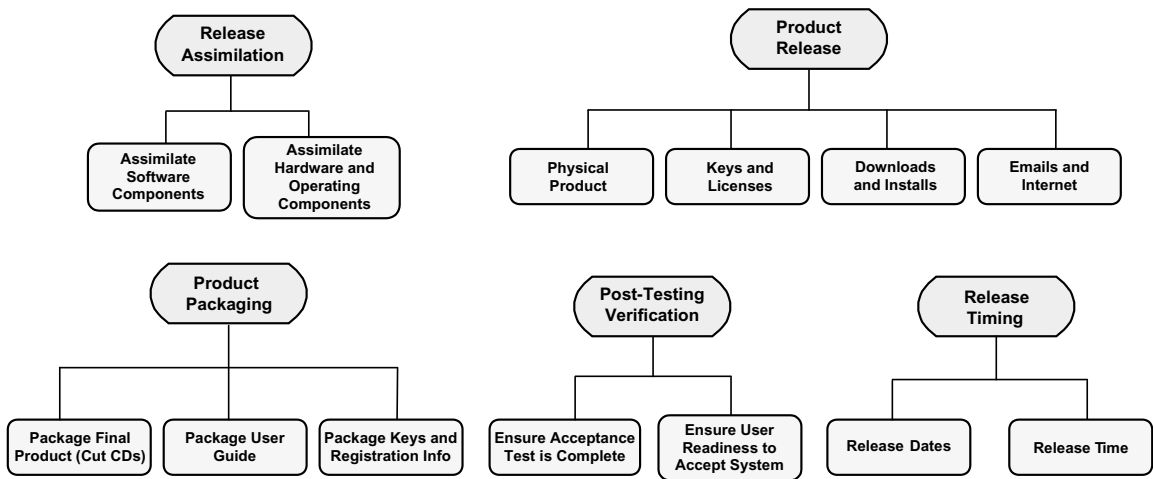 Release
Assimilation
Assimilate
Software
Components
Assimilate
Hardware and
Operating
Components
Product
Release
Physical
Product
Keys and
Licenses
Downloads
and Installs
Emails and
Internet
Product
Packaging
Package Final
Product (Cut CDs)
Package User
Guide
Package Keys and
Registration Info
Post-Testing
Verification
Ensure Acceptance
Test is Complete
Ensure User
Readiness to
Accept System
Release
Timing
Release Dates
Release Time